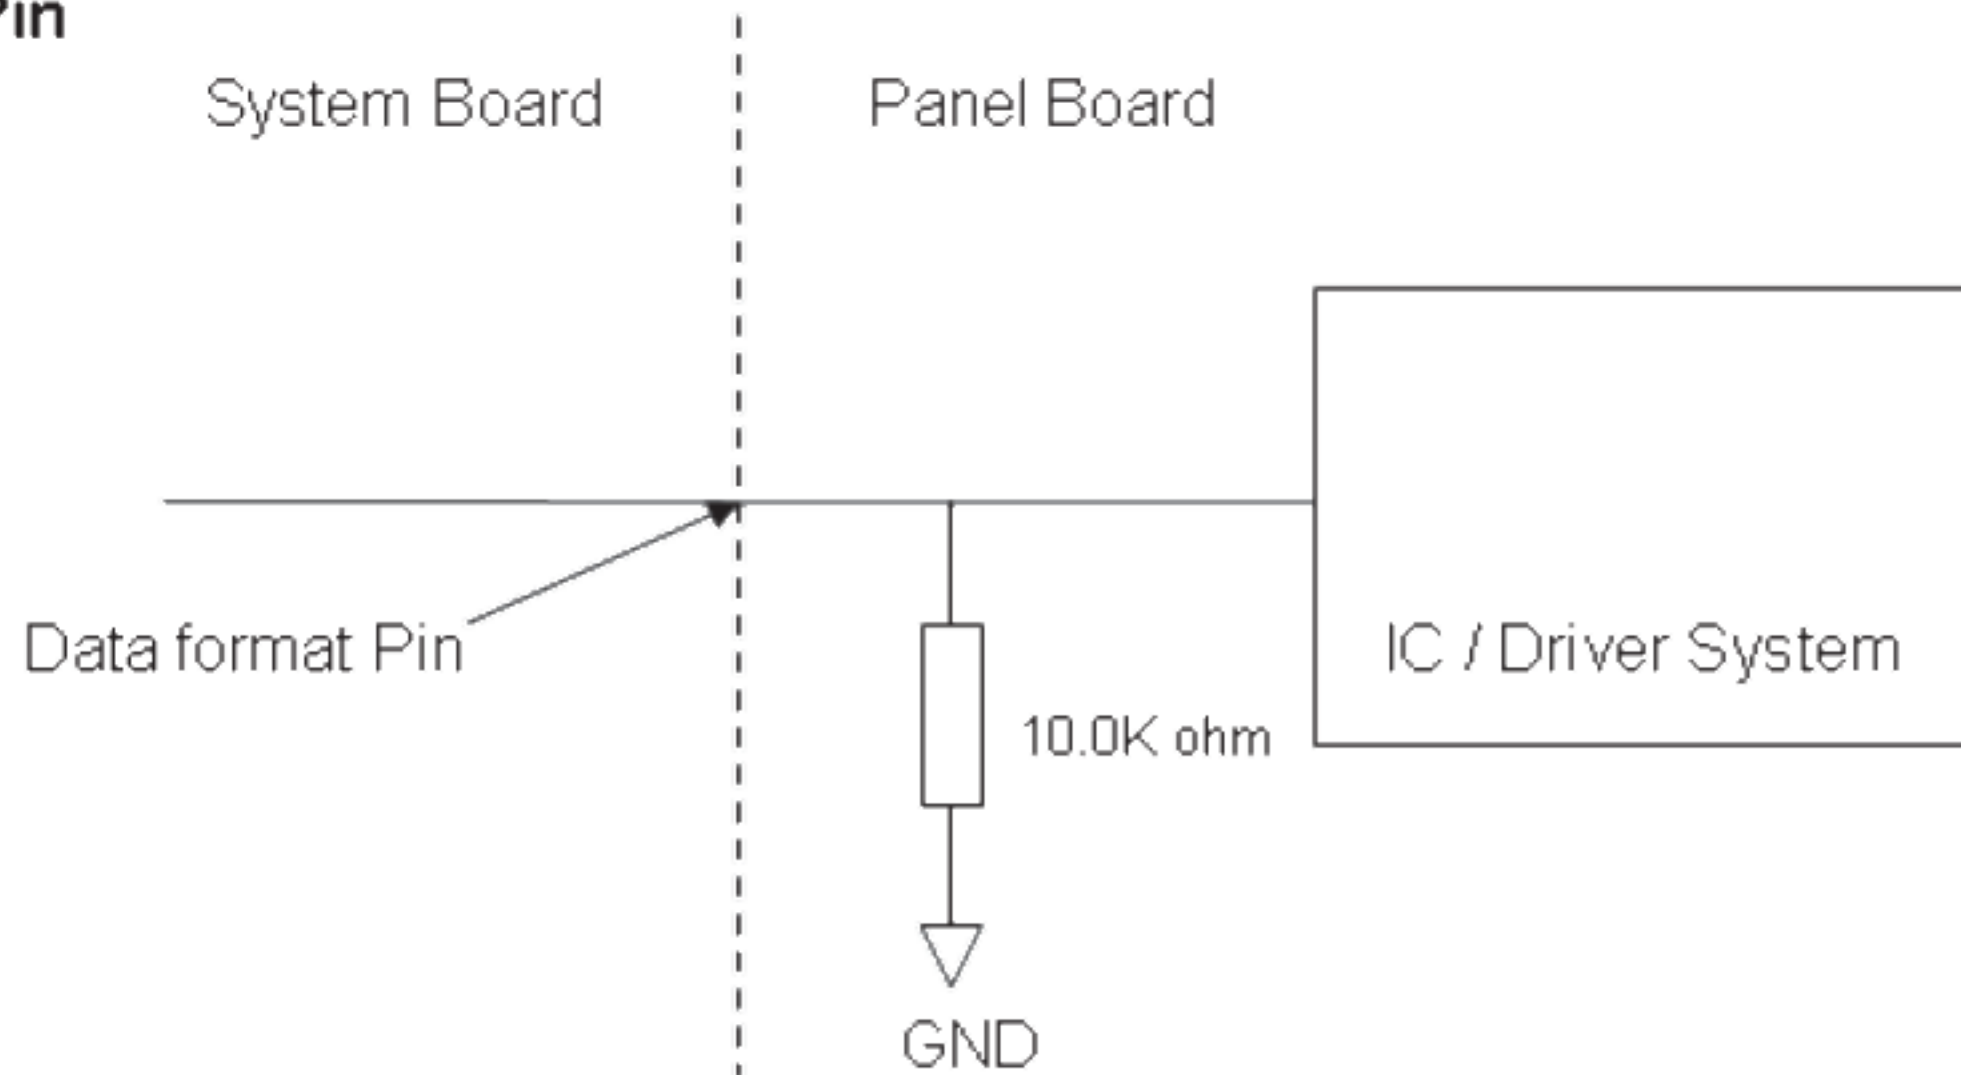 System Board
Panel Board
Data format Pin
10.0K ohm
IC / Driver System
GND